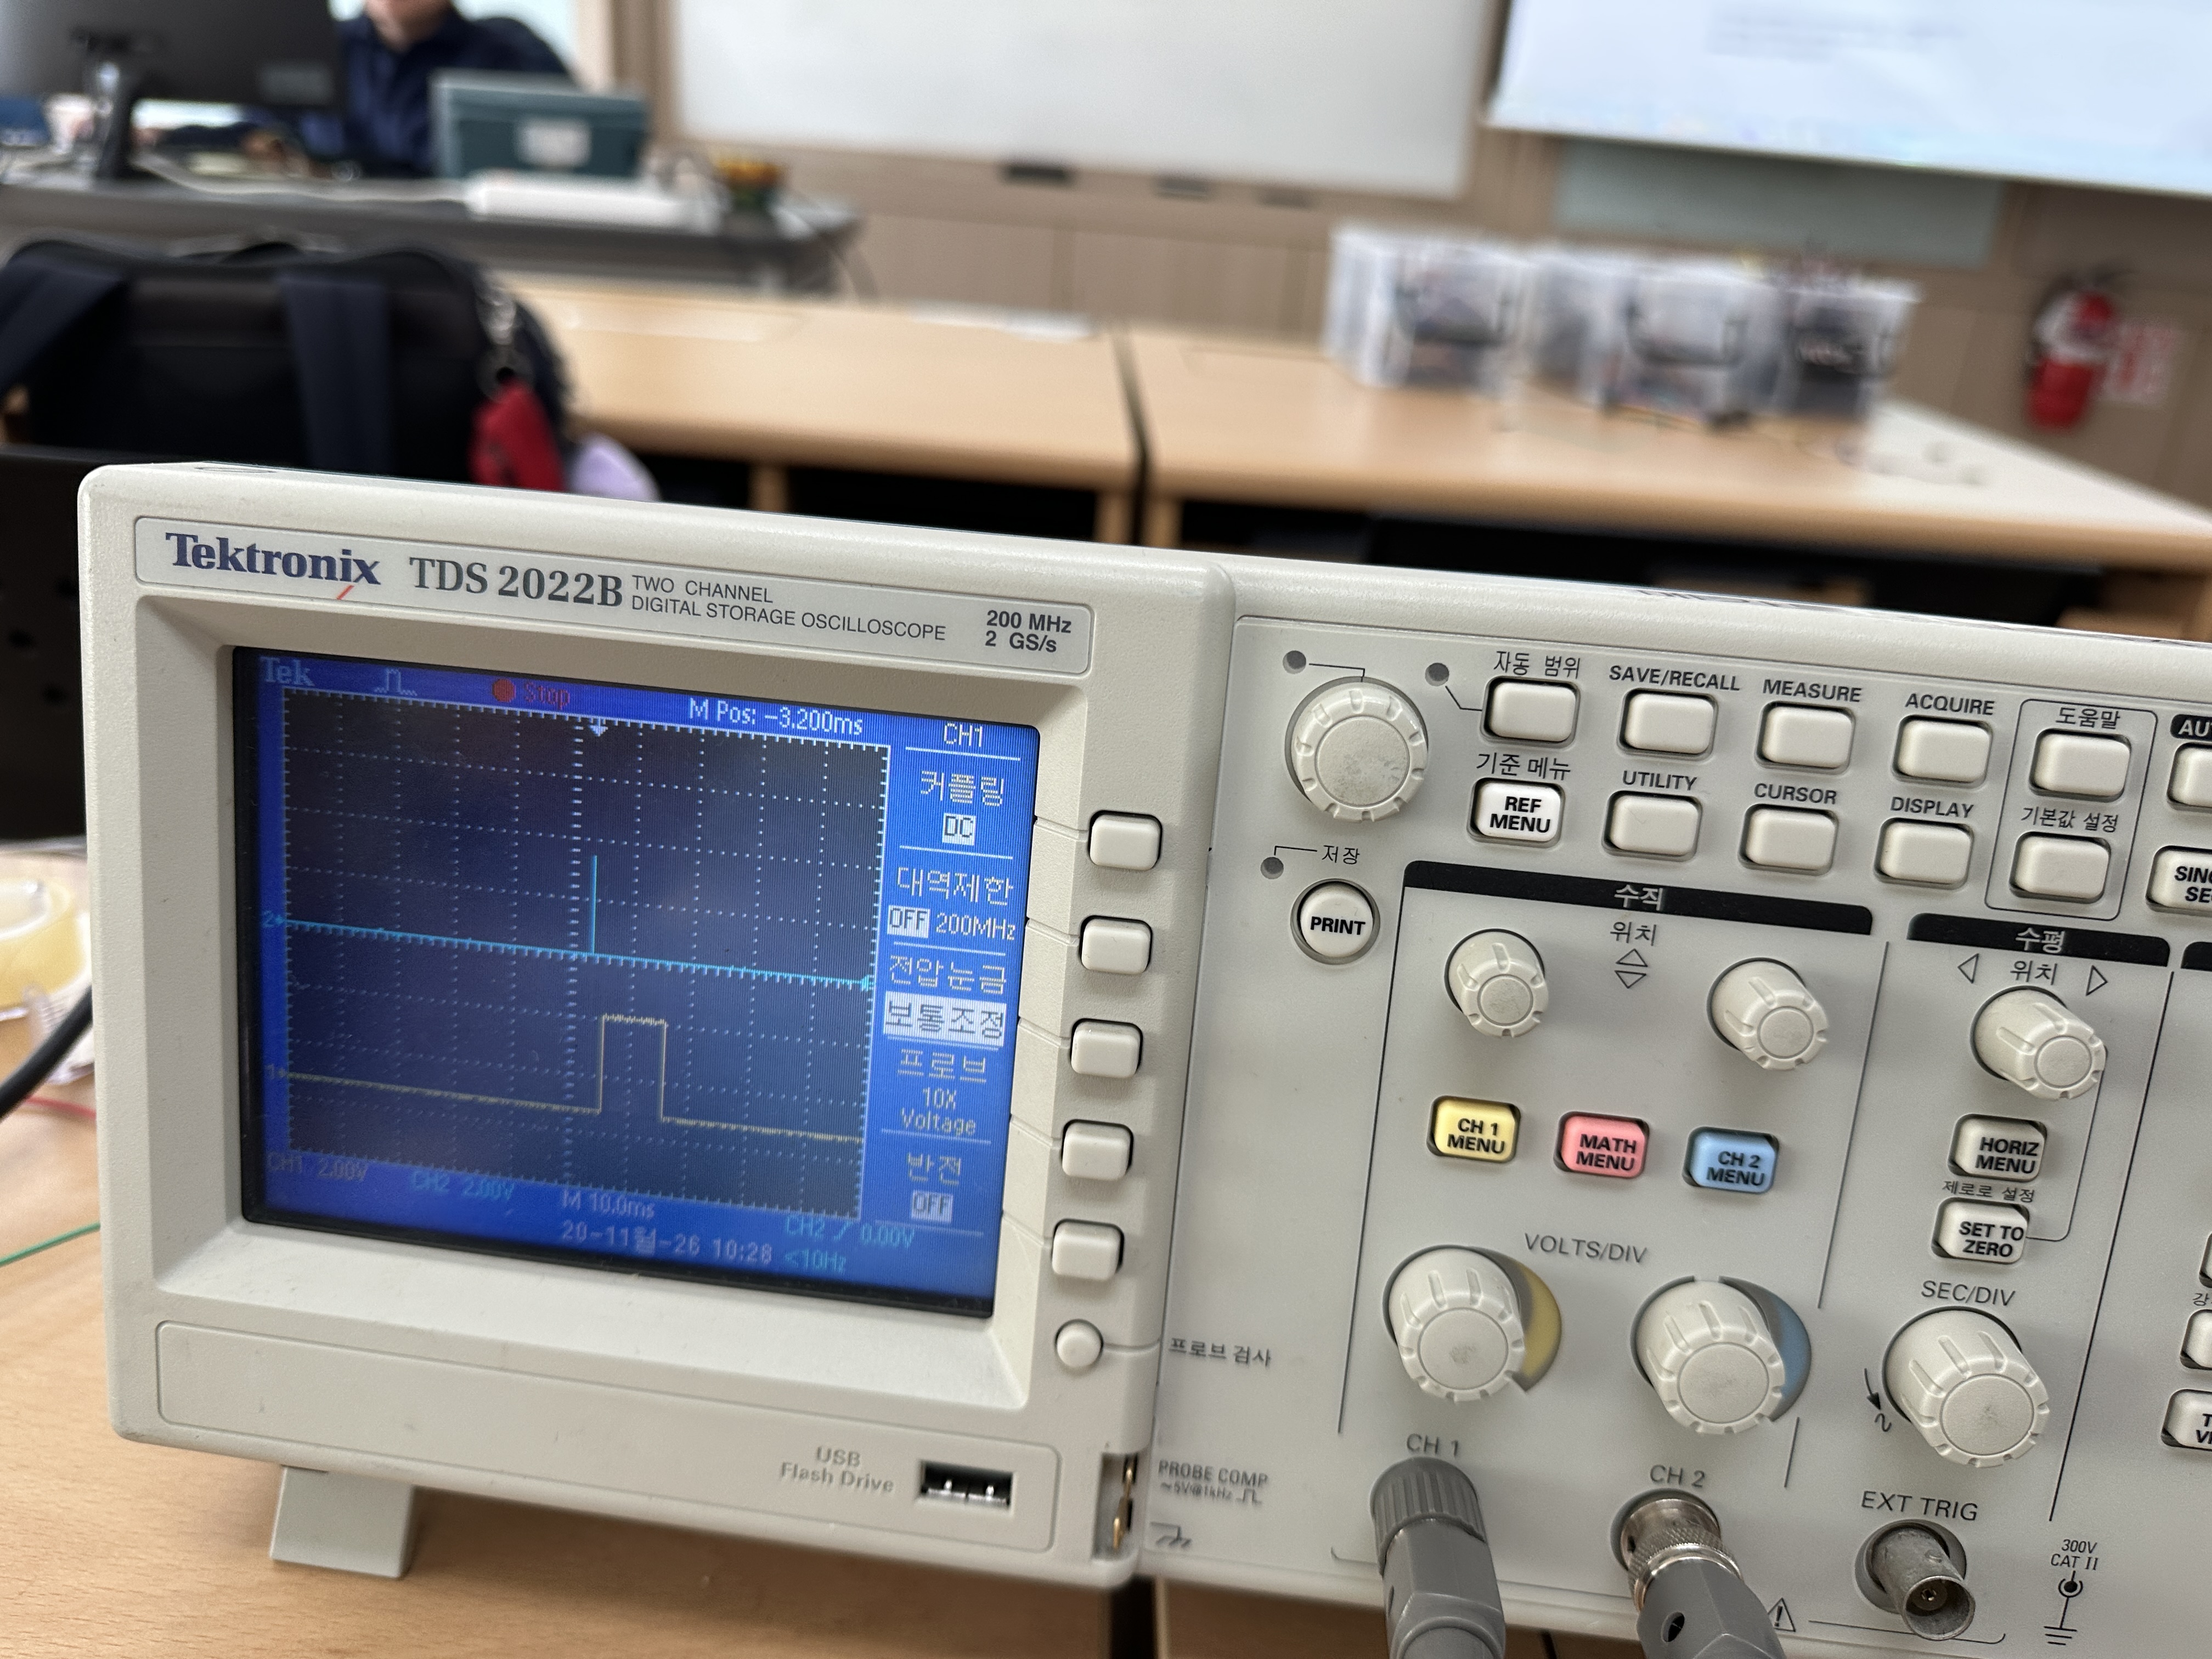 Tektronix TDS 2022B TWO CHANNEL
DIGITAL STORAGE OSCILLOSCOPE
200 MHz
2 GS/s
Tek Stop M Pos: -3.200ms
CH1
커플링
DC
대역제한
OFF 200MHz
전압눈금
보통조정
프로브
10X
Voltage
반전
OFF
2
1
CH1 2.00V CH2 2.00V M 10.0ms CH2 0.00V
20-11월-26 10:28 <10Hz
USB
Flash Drive
자동 범위
SAVE/RECALL
MEASURE
ACQUIRE
도움말
기준 메뉴
REF
MENU
UTILITY
CURSOR
DISPLAY
기본값 설정
저장
PRINT
수직
위치
수평
위치
CH 1
MENU
MATH
MENU
CH 2
MENU
HORIZ
MENU
제로로 설정
SET TO
ZERO
VOLTS/DIV
SEC/DIV
프로브 검사
PROBE COMP
~5V@1kHz
CH 1
CH 2
EXT TRIG
300V
CAT II